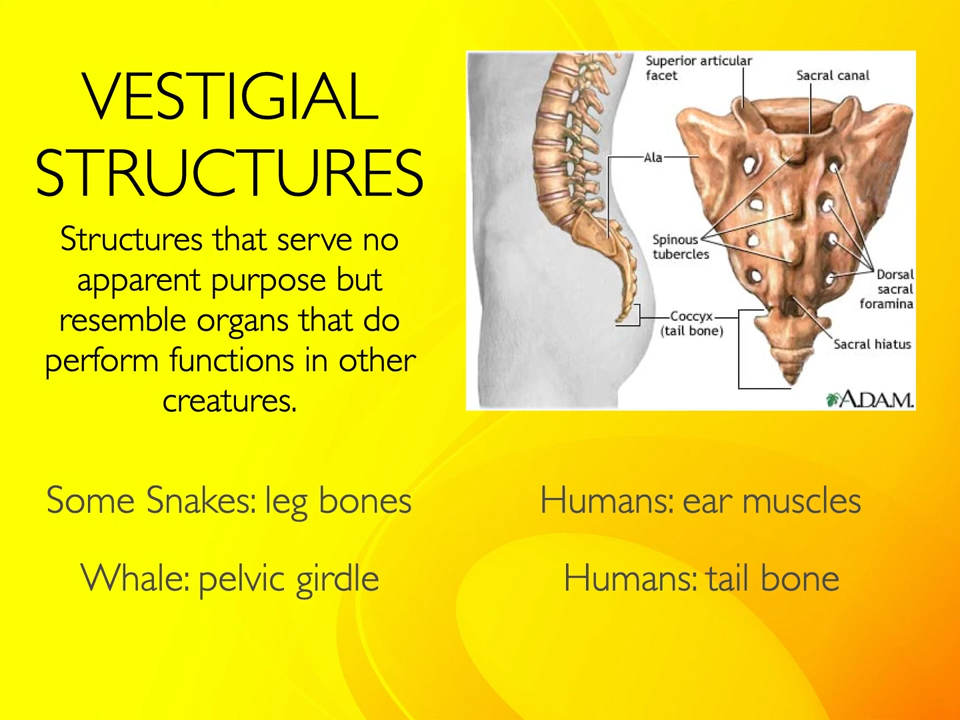 VESTIGIAL
STRUCTURES
Structures that serve no
apparent purpose but
resemble organs that do
perform functions in other
creatures.
Superior articular
facet
Sacral canal
Ala
Spinous
tubercles
Dorsal
sacral
foramina
Coccyx
(tail bone)
Sacral hiatus
A.D.A.M.
Some Snakes: leg bones
Humans: ear muscles
Whale: pelvic girdle
Humans: tail bone